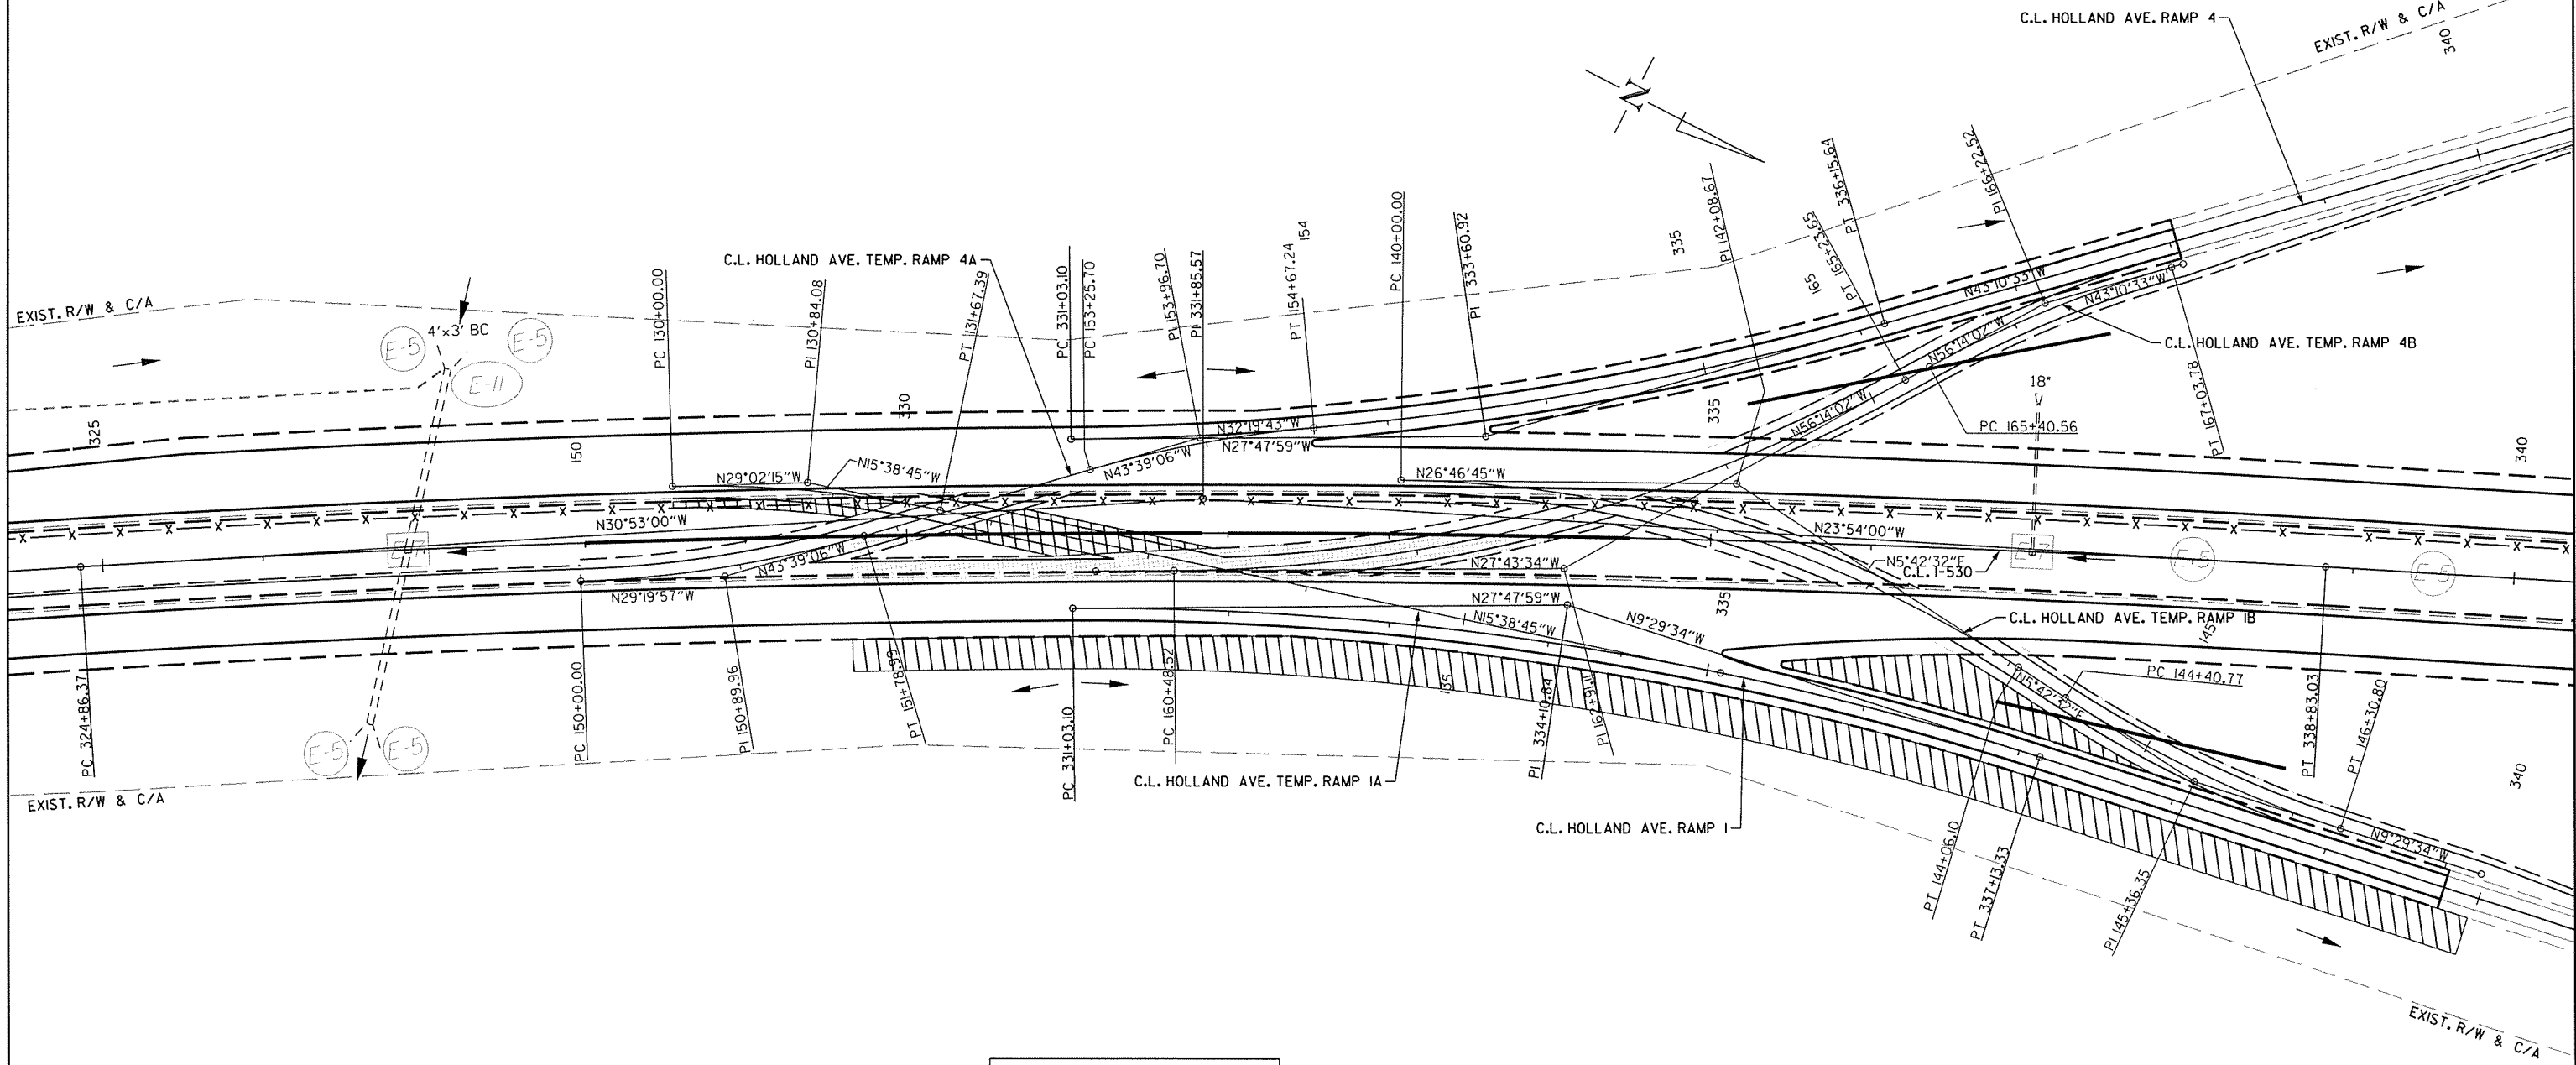 C.L. HOLLAND AVE. RAMP 4
EXIST. R/W & C/A
340
N
PI 166+22.52
PT 336+15.64
PI 142+08.67
PT 165+23.65
165
335
PI 333+60.92
PC 140+00.00
154
PT 154+67.24
PI 331+85.57
PI 153+96.70
PC 153+25.70
PC 331+03.10
C.L. HOLLAND AVE. TEMP. RAMP 4A
PT 131+67.39
PI 130+84.08
PC 130+00.00
EXIST. R/W & C/A
4'x3' BC
E-5
E-5
E-11
N43°10'33"W
N43°10'33"W
C.L. HOLLAND AVE. TEMP. RAMP 4B
N56°14'02"W
N56°14'02"W
18"
PC 165+40.56
PT 167+03.78
325
330
150
335
340
N32°19'43"W
N27°47'59"W
N43°39'06"W
N15°38'45"W
N29°02'15"W
N26°46'45"W
N30°53'00"W
N23°54'00"W
N5°42'32"E
C.L. I-530
E-5
E-5
N43°39'06"W
N29°19'57"W
N27°43'34"W
N27°47'59"W
N15°38'45"W
N9°29'34"W
335
C.L. HOLLAND AVE. TEMP. RAMP 1B
145
PC 144+40.77
N5°42'32"E
PC 324+86.37
PC 150+00.00
PI 150+89.96
PT 151+78.99
PC 331+03.10
PC 160+48.52
135
PI 334+10.84
PI 162+19.11
PT 338+83.03
PT 146+30.80
340
E-5
E-5
EXIST. R/W & C/A
C.L. HOLLAND AVE. TEMP. RAMP 1A
C.L. HOLLAND AVE. RAMP 1
PT 144+06.10
PT 337+13.33
PI 145+36.35
N9°29'34"W
EXIST. R/W & C/A